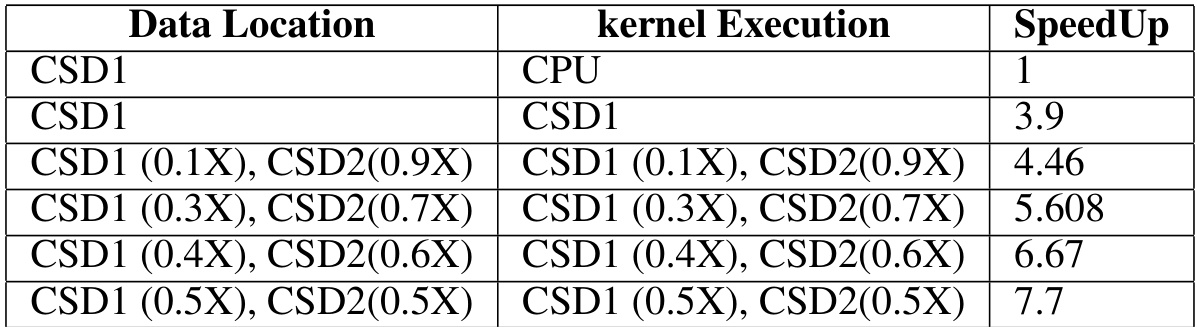 Data Location kernel Execution SpeedUp
CSD1 CPU 1
CSD1 CSD1 3.9
CSD1 (0.1X), CSD2(0.9X) CSD1 (0.1X), CSD2(0.9X) 4.46
CSD1 (0.3X), CSD2(0.7X) CSD1 (0.3X), CSD2(0.7X) 5.608
CSD1 (0.4X), CSD2(0.6X) CSD1 (0.4X), CSD2(0.6X) 6.67
CSD1 (0.5X), CSD2(0.5X) CSD1 (0.5X), CSD2(0.5X) 7.7